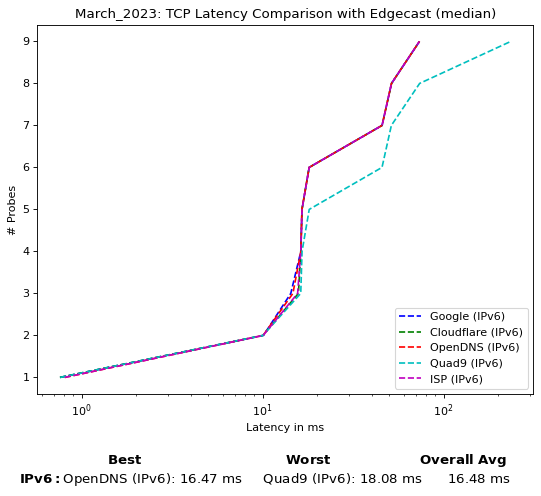 March_2023: TCP Latency Comparison with Edgecast (median)
9
8
7
6
5
4
3
2
1
# Probes
10^0 10^1 10^2
Latency in ms
Google (IPv6)
Cloudflare (IPv6)
OpenDNS (IPv6)
Quad9 (IPv6)
ISP (IPv6)
Best Worst Overall Avg
IPv6: OpenDNS (IPv6): 16.47 ms Quad9 (IPv6): 18.08 ms 16.48 ms